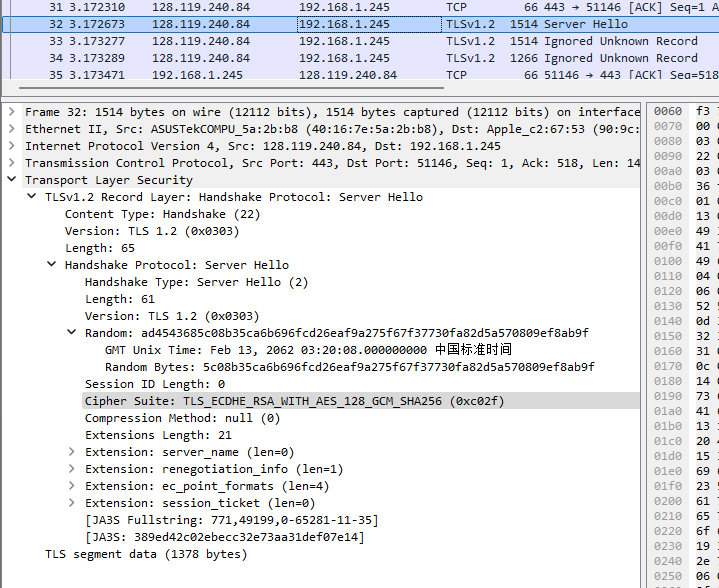 31 3.172310 128.119.240.84 192.168.1.245 TCP 66 443 → 51146 [ACK] Seq=1 A
32 3.172673 128.119.240.84 192.168.1.245 TLSv1.2 1514 Server Hello
33 3.173277 128.119.240.84 192.168.1.245 TLSv1.2 1514 Ignored Unknown Record
34 3.173289 128.119.240.84 192.168.1.245 TLSv1.2 1266 Ignored Unknown Record
35 3.173471 192.168.1.245 128.119.240.84 TCP 66 51146 → 443 [ACK] Seq=518
Frame 32: 1514 bytes on wire (12112 bits), 1514 bytes captured (12112 bits) on interface
Ethernet II, Src: ASUSTekCOMPU_5a:2b:b8 (40:16:7e:5a:2b:b8), Dst: Apple_c2:67:53 (90:9c:
Internet Protocol Version 4, Src: 128.119.240.84, Dst: 192.168.1.245
Transmission Control Protocol, Src Port: 443, Dst Port: 51146, Seq: 1, Ack: 518, Len: 14
Transport Layer Security
TLSv1.2 Record Layer: Handshake Protocol: Server Hello
Content Type: Handshake (22)
Version: TLS 1.2 (0x0303)
Length: 65
Handshake Protocol: Server Hello
Handshake Type: Server Hello (2)
Length: 61
Version: TLS 1.2 (0x0303)
Random: ad4543685c08b35ca6b696fcd26eaf9a275f67f37730fa82d5a570809ef8ab9f
GMT Unix Time: Feb 13, 2062 03:20:08.000000000 中国标准时间
Random Bytes: 5c08b35ca6b696fcd26eaf9a275f67f37730fa82d5a570809ef8ab9f
Session ID Length: 0
Cipher Suite: TLS_ECDHE_RSA_WITH_AES_128_GCM_SHA256 (0xc02f)
Compression Method: null (0)
Extensions Length: 21
Extension: server_name (len=0)
Extension: renegotiation_info (len=1)
Extension: ec_point_formats (len=4)
Extension: session_ticket (len=0)
[JA3S Fullstring: 771,49199,0-65281-11-35]
[JA3S: 389ed42c02ebecc32e73aa31def07e14]
TLS segment data (1378 bytes)
0060 f3
0070 00
0080 03
0090 22
00a0 03
00b0 36
00c0 01
00d0 13
00e0 49
00f0 41
0100 49
0110 04
0120 06
0130 52
0140 0d
0150 32
0160 31
0170 0c
0180 14
0190 73
01a0 41
01b0 13
01c0 20
01d0 15
01e0 69
01f0 23
0200 61
0210 65
0220 6f
0230 19
0240 2e
0250 06